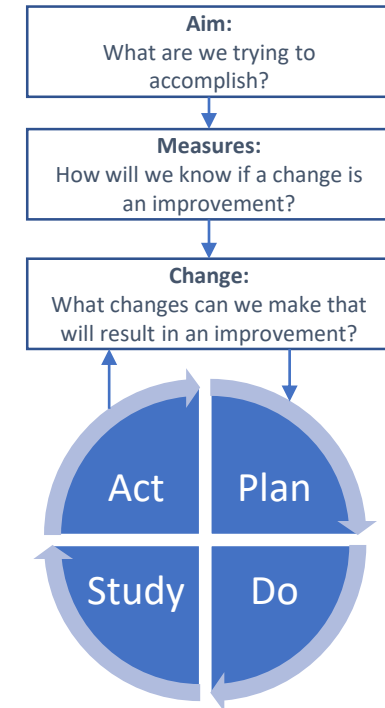 Aim:
What are we trying to
accomplish?
Measures:
How will we know if a change is
an improvement?
Change:
What changes can we make that
will result in an improvement?
Act
Plan
Study
Do